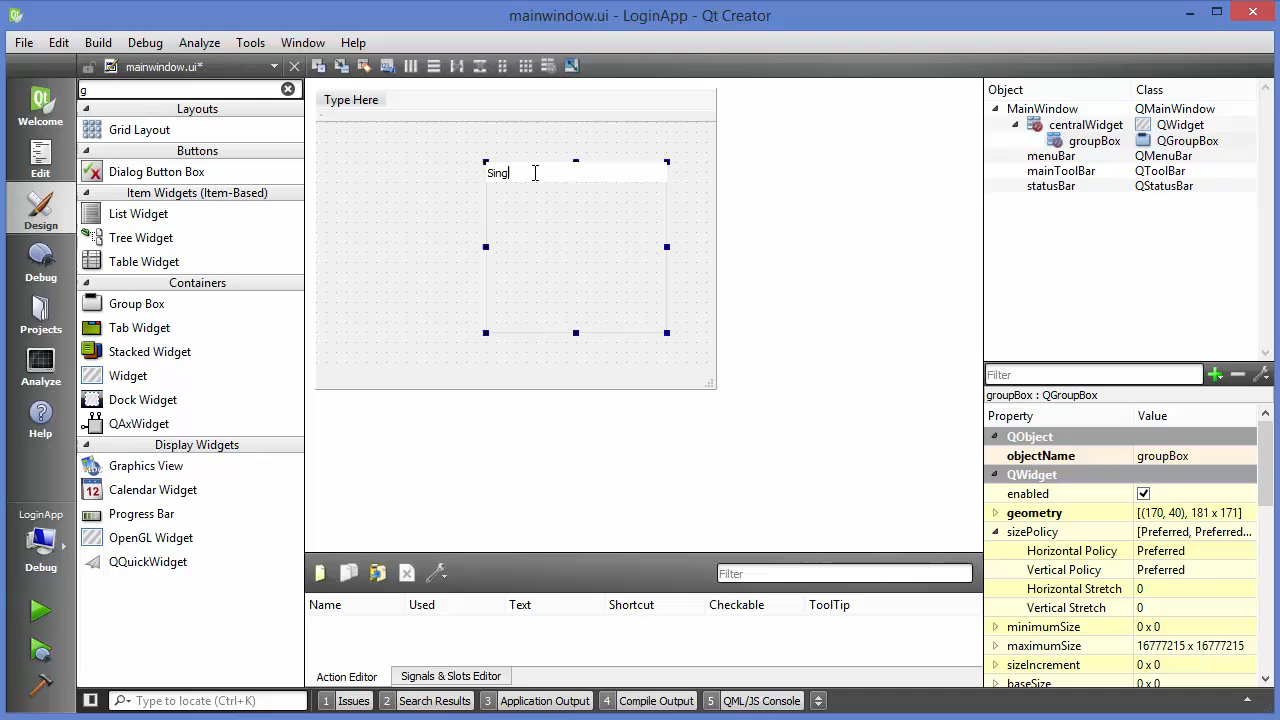 mainwindow.ui - LoginApp - Qt Creator
File Edit Build Debug Analyze Tools Window Help
mainwindow.ui*
Welcome
Edit
Design
Debug
Projects
Analyze
Help
LoginApp
Debug
g
Layouts
Grid Layout
Buttons
Dialog Button Box
Item Widgets (Item-Based)
List Widget
Tree Widget
Table Widget
Containers
Group Box
Tab Widget
Stacked Widget
Widget
Dock Widget
QAxWidget
Display Widgets
Graphics View
12 Calendar Widget
Progress Bar
OpenGL Widget
QQuickWidget
Type Here
Sing
Filter
Name Used Text Shortcut Checkable ToolTip
Action Editor Signals & Slots Editor
Object Class
MainWindow QMainWindow
centralWidget QWidget
groupBox QGroupBox
menuBar QMenuBar
mainToolBar QToolBar
statusBar QStatusBar
Filter
groupBox : QGroupBox
Property Value
QObject
objectName groupBox
QWidget
enabled
geometry [(170, 40), 181 x 171]
sizePolicy [Preferred, Preferred...
Horizontal Policy Preferred
Vertical Policy Preferred
Horizontal Stretch 0
Vertical Stretch 0
minimumSize 0 x 0
maximumSize 16777215 x 16777215
sizeIncrement 0 x 0
baseSize 0 x 0
Type to locate (Ctrl+K) 1 Issues 2 Search Results 3 Application Output 4 Compile Output 5 QML/JS Console